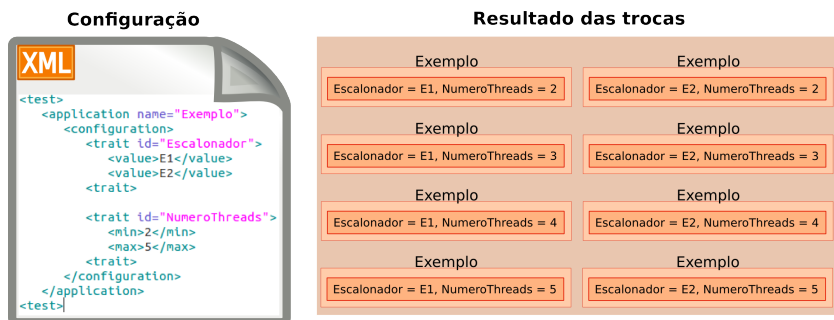 Configuração
XML
<test>
<application name="Exemplo">
<configuration>
<trait id="Escalonador">
<value>E1</value>
<value>E2</value>
<trait>
<trait id="NumeroThreads">
<min>2</min>
<max>5</max>
<trait>
</configuration>
</application>
<test>
Resultado das trocas
Exemplo
Escalonador = E1, NumeroThreads = 2
Exemplo
Escalonador = E2, NumeroThreads = 2
Exemplo
Escalonador = E1, NumeroThreads = 3
Exemplo
Escalonador = E2, NumeroThreads = 3
Exemplo
Escalonador = E1, NumeroThreads = 4
Exemplo
Escalonador = E2, NumeroThreads = 4
Exemplo
Escalonador = E1, NumeroThreads = 5
Exemplo
Escalonador = E2, NumeroThreads = 5